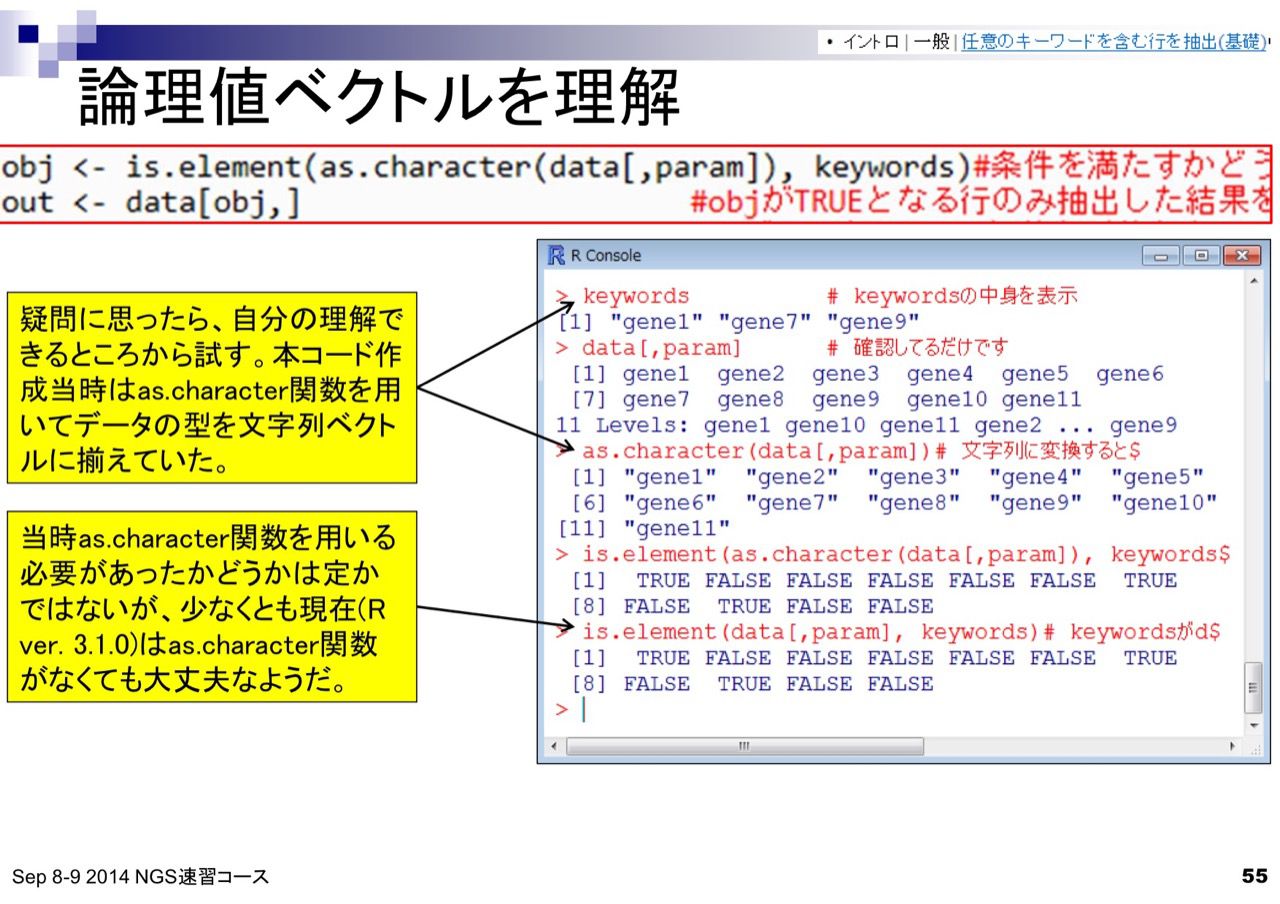 • イントロ | 一般 | 任意のキーワードを含む行を抽出(基礎)
論理値ベクトルを理解
obj <- is.element(as.character(data[,param]), keywords)#条件を満たすかどう
out <- data[obj,] #objがTRUEとなる行のみ抽出した結果を
疑問に思ったら、自分の理解で
きるところから試す。本コード作
成当時はas.character関数を用
いてデータの型を文字列ベクト
ルに揃えていた。
当時as.character関数を用いる
必要があったかどうかは定か
ではないが、少なくとも現在(R
ver. 3.1.0)はas.character関数
がなくても大丈夫なようだ。
R Console
> keywords # keywordsの中身を表示
[1] "gene1" "gene7" "gene9"
> data[,param] # 確認してるだけです
[1] gene1 gene2 gene3 gene4 gene5 gene6
[7] gene7 gene8 gene9 gene10 gene11
11 Levels: gene1 gene10 gene11 gene2 ... gene9
> as.character(data[,param])# 文字列に変換すると$
[1] "gene1" "gene2" "gene3" "gene4" "gene5"
[6] "gene6" "gene7" "gene8" "gene9" "gene10"
[11] "gene11"
> is.element(as.character(data[,param]), keywords$
[1] TRUE FALSE FALSE FALSE FALSE FALSE TRUE
[8] FALSE TRUE FALSE FALSE
> is.element(data[,param], keywords)# keywordsがd$
[1] TRUE FALSE FALSE FALSE FALSE FALSE TRUE
[8] FALSE TRUE FALSE FALSE
>
Sep 8-9 2014 NGS速習コース
55